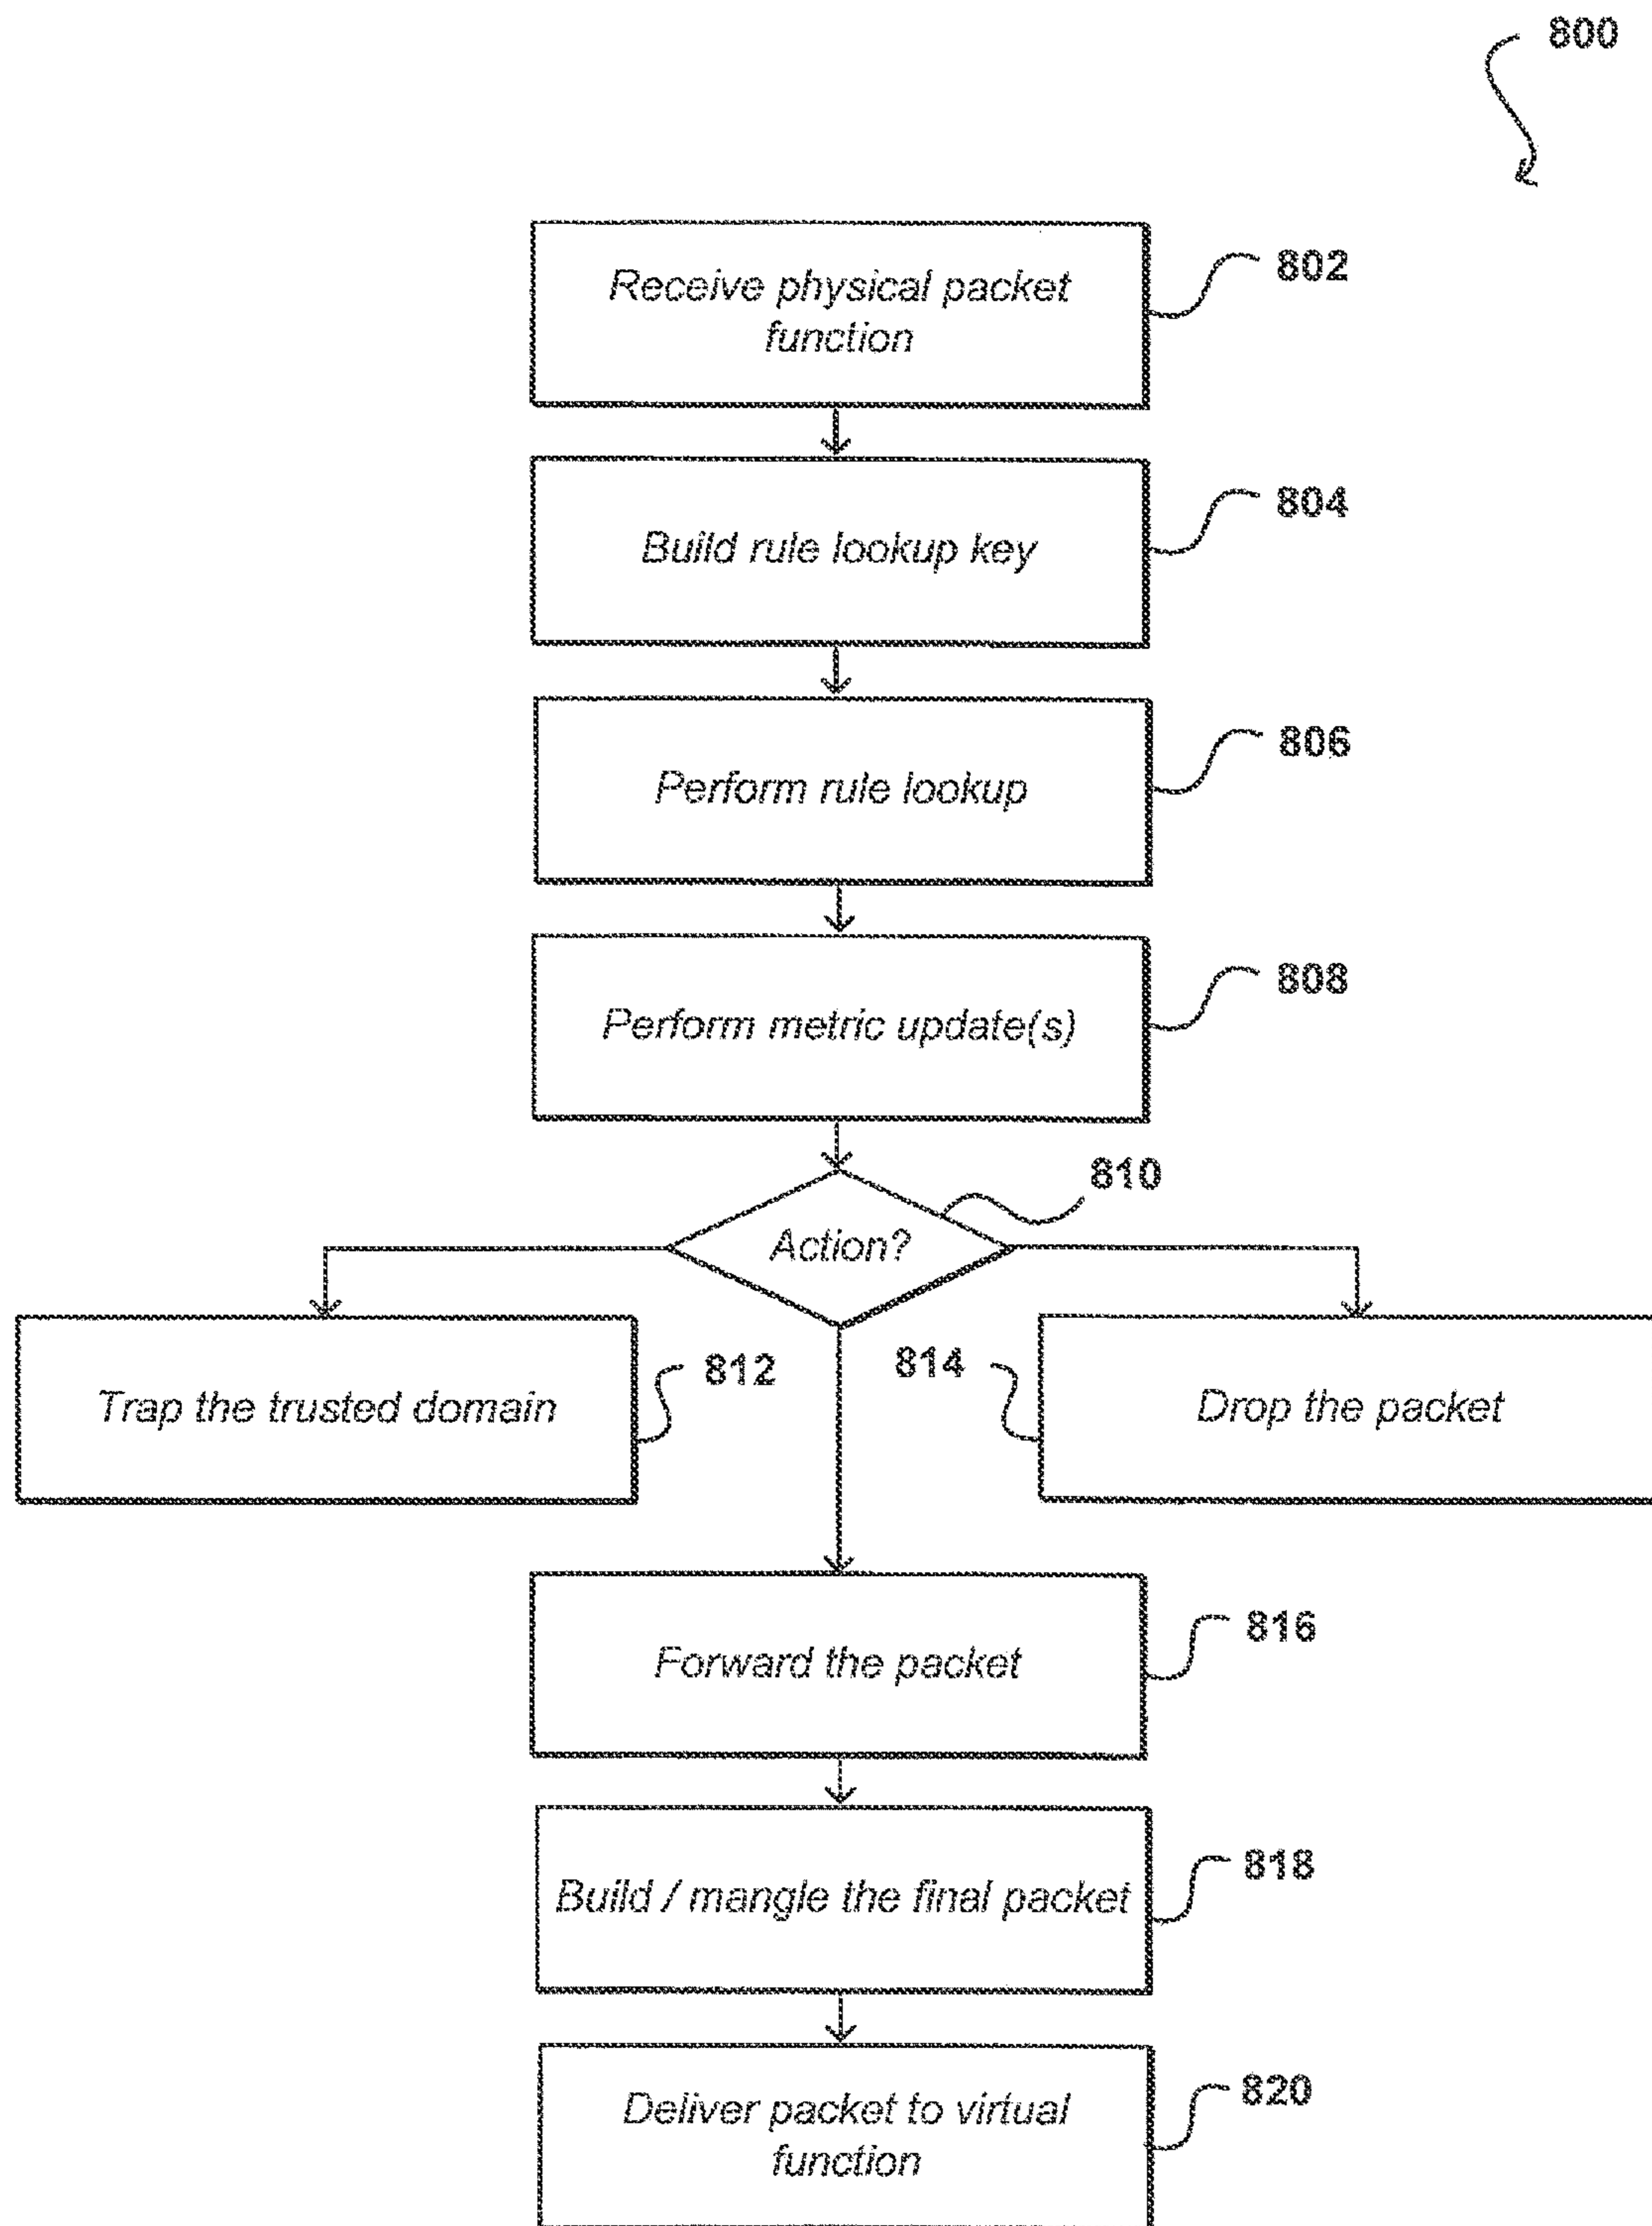 800
Receive physical packet
function
802
Build rule lookup key
804
Perform rule lookup
806
Perform metric update(s)
808
810
Action?
Trap the trusted domain
812
814
Drop the packet
Forward the packet
816
Build / mangle the final packet
818
Deliver packet to virtual
function
820